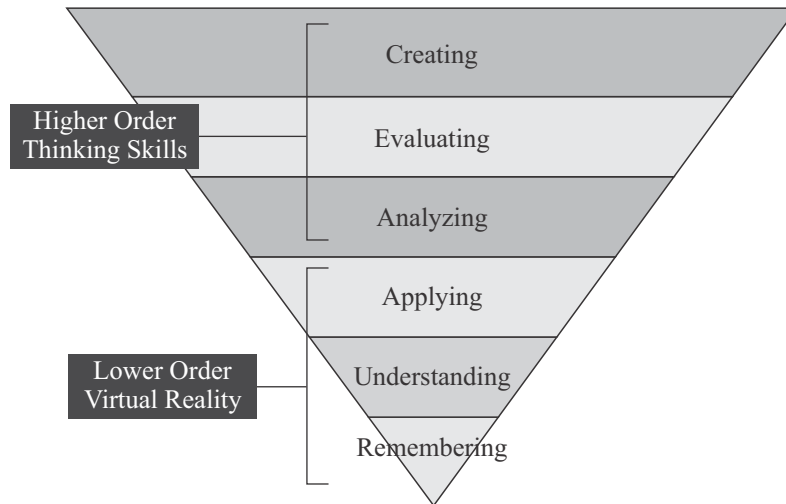 Creating
Evaluating
Higher Order
Thinking Skills
Analyzing
Applying
Lower Order
Virtual Reality
Understanding
Remembering